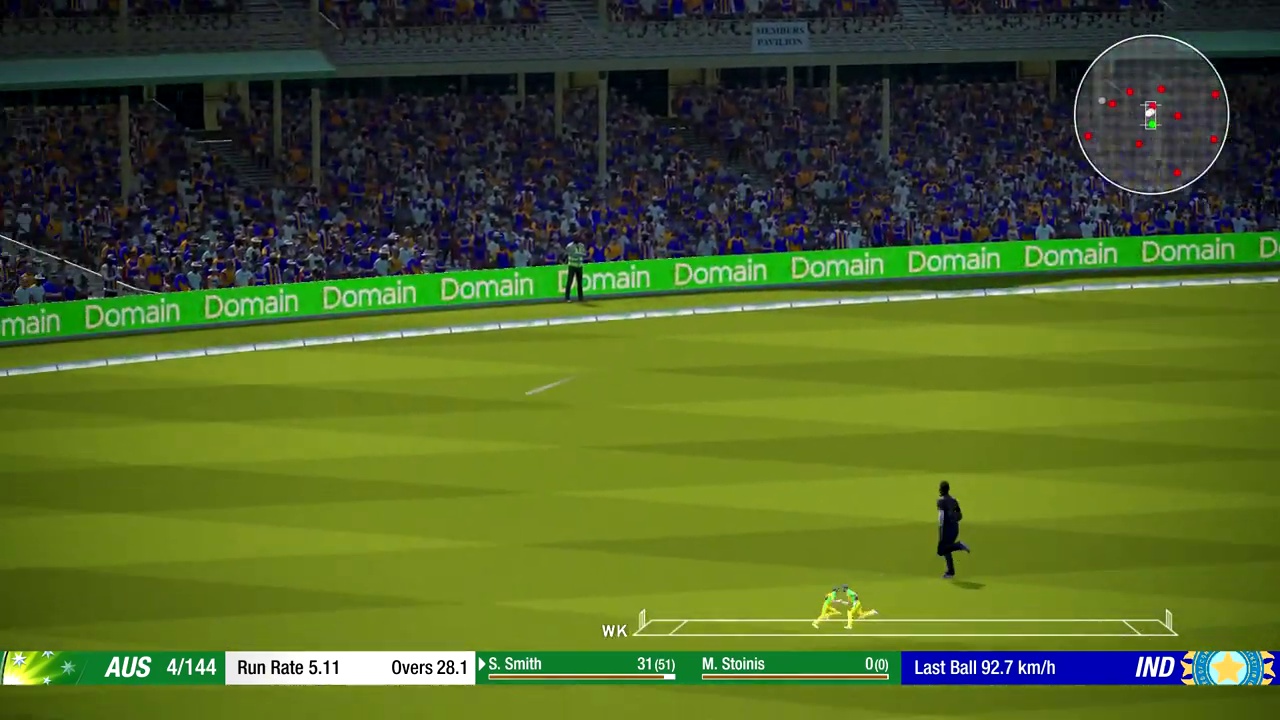 MEMBERS
PAVILION
main Domain Domain Domain Domain Domain Domain Domain Domain Domain Domain D
WK
AUS 4/144 Run Rate 5.11 Overs 28.1 S. Smith 31(51) M. Stoinis 0(0) Last Ball 92.7 km/h IND